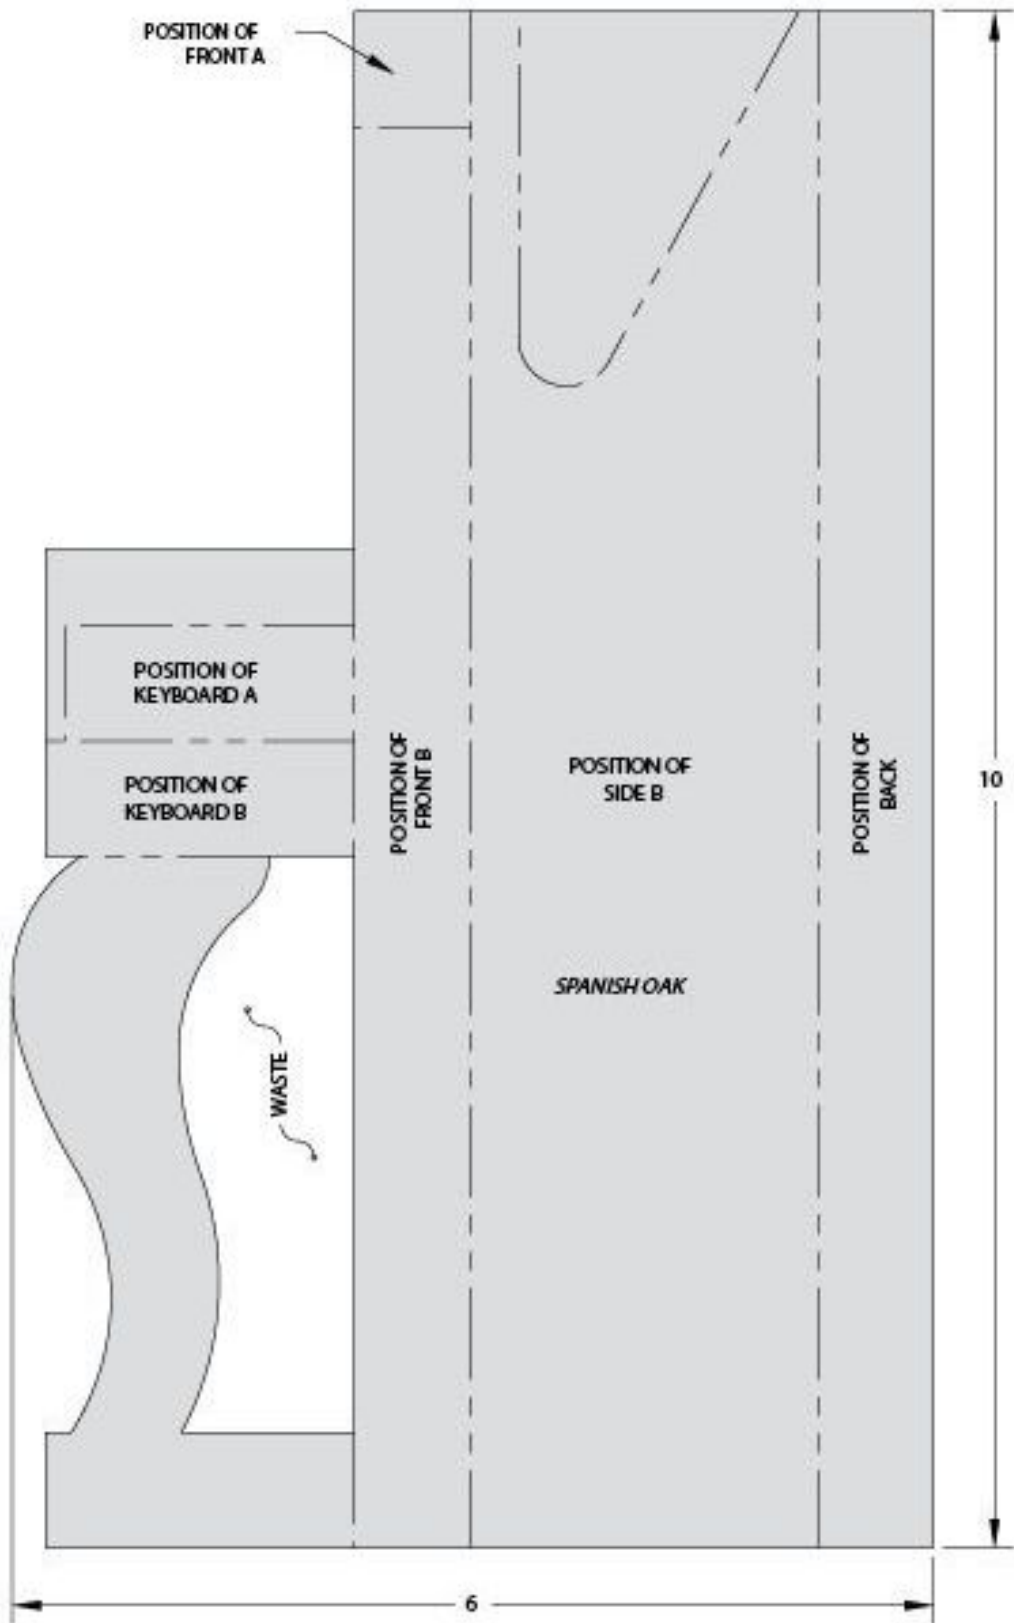 POSITION OF
FRONT A
POSITION OF
KEYBOARD A
POSITION OF
KEYBOARD B
POSITION OF
FRONT B
POSITION OF
SIDE B
POSITION OF
BACK
10
SPANISH OAK
WASTE
6